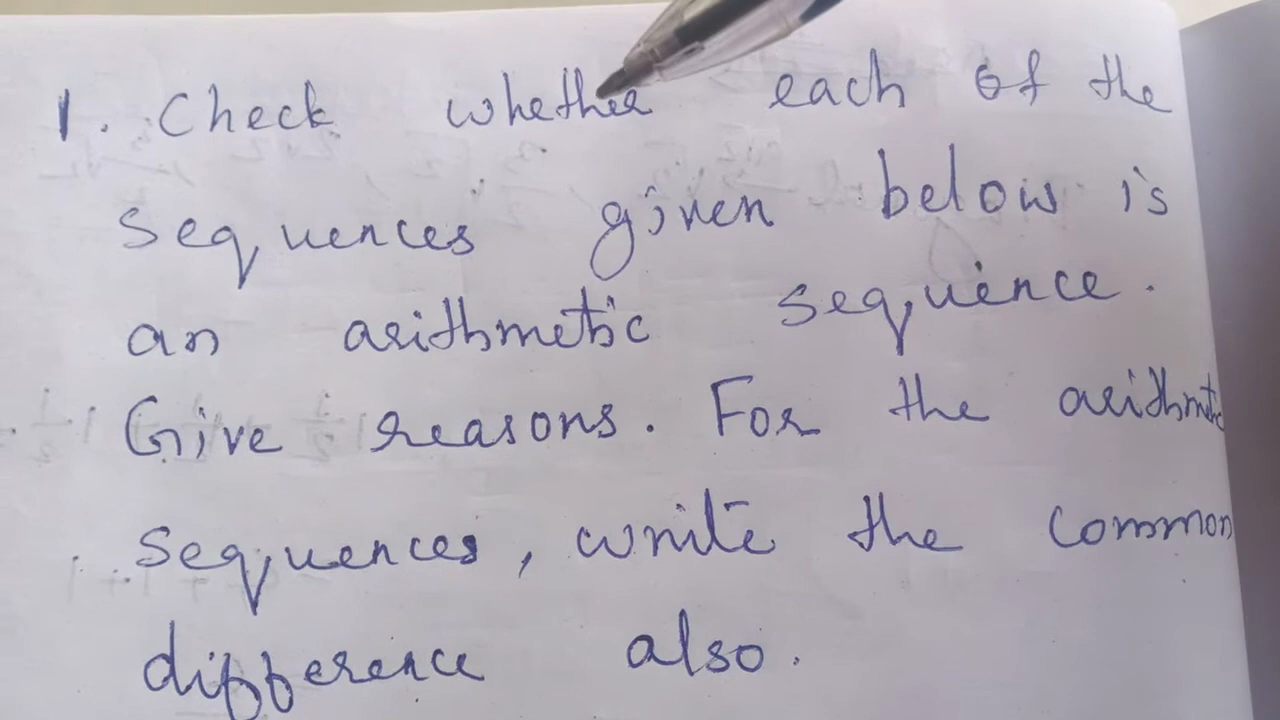 1. Check whether each of the
sequences given below is
an arithmetic sequence.
Give reasons. For the arithmetic
sequences, write the common
difference also.